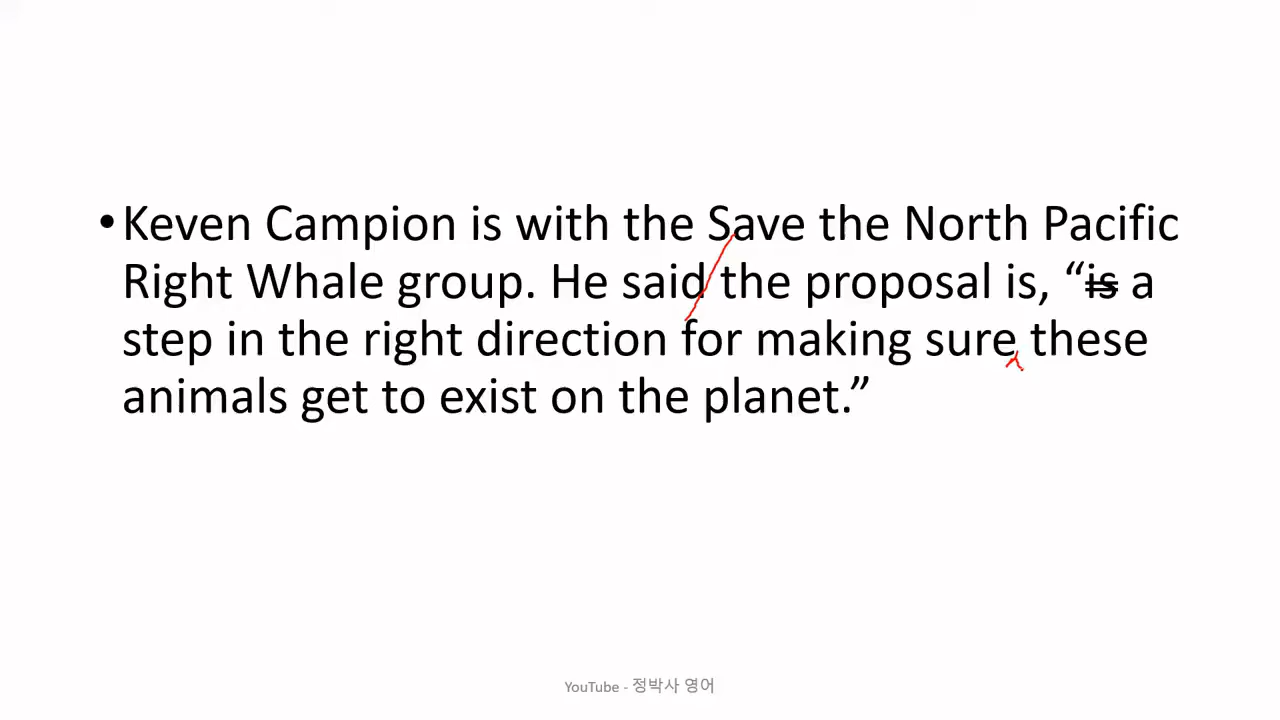 •Keven Campion is with the Save the North Pacific
Right Whale group. He said the proposal is, “is a
step in the right direction for making sure these
animals get to exist on the planet.”
YouTube - 정박사 영어